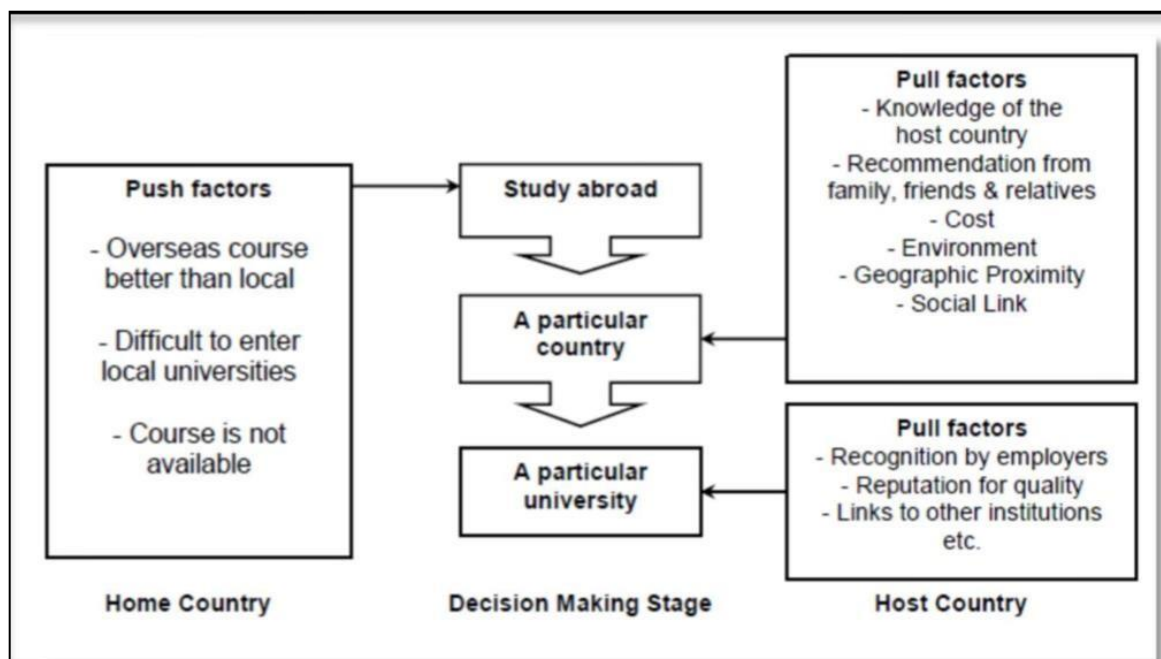 Push factors
- Overseas course
better than local
- Difficult to enter
local universities
- Course is not
available
Home Country
Study abroad
A particular
country
A particular
university
Decision Making Stage
Pull factors
- Knowledge of the
host country
- Recommendation from
family, friends & relatives
- Cost
- Environment
- Geographic Proximity
- Social Link
Pull factors
- Recognition by employers
- Reputation for quality
- Links to other institutions
etc.
Host Country